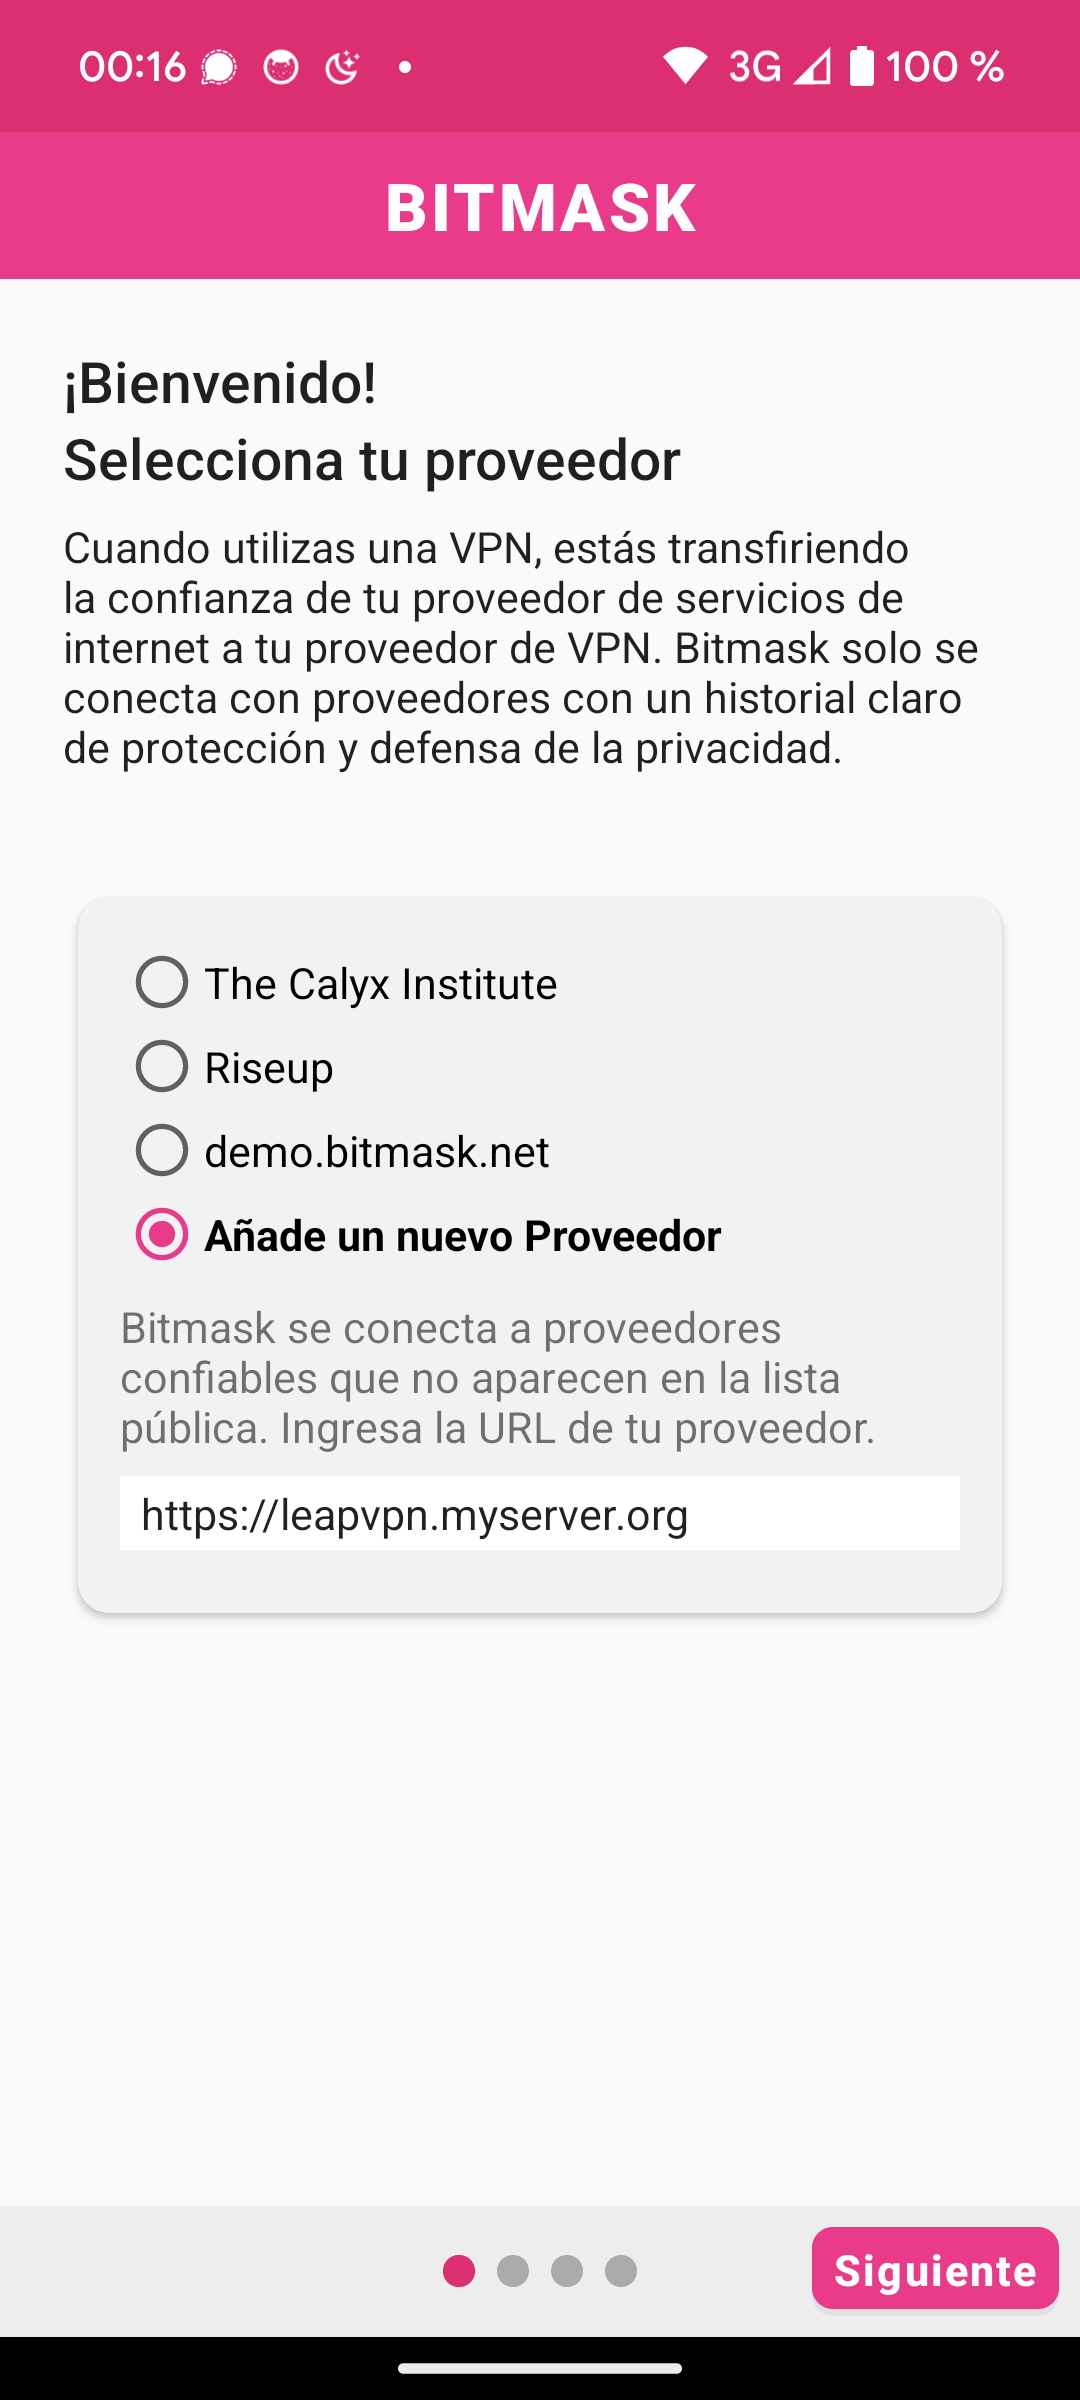 00:16 3G 100 %
BITMASK
¡Bienvenido!
Selecciona tu proveedor
Cuando utilizas una VPN, estás transfiriendo
la confianza de tu proveedor de servicios de
internet a tu proveedor de VPN. Bitmask solo se
conecta con proveedores con un historial claro
de protección y defensa de la privacidad.
The Calyx Institute
Riseup
demo.bitmask.net
Añade un nuevo Proveedor
Bitmask se conecta a proveedores
confiables que no aparecen en la lista
pública. Ingresa la URL de tu proveedor.
https://leapvpn.myserver.org
Siguiente